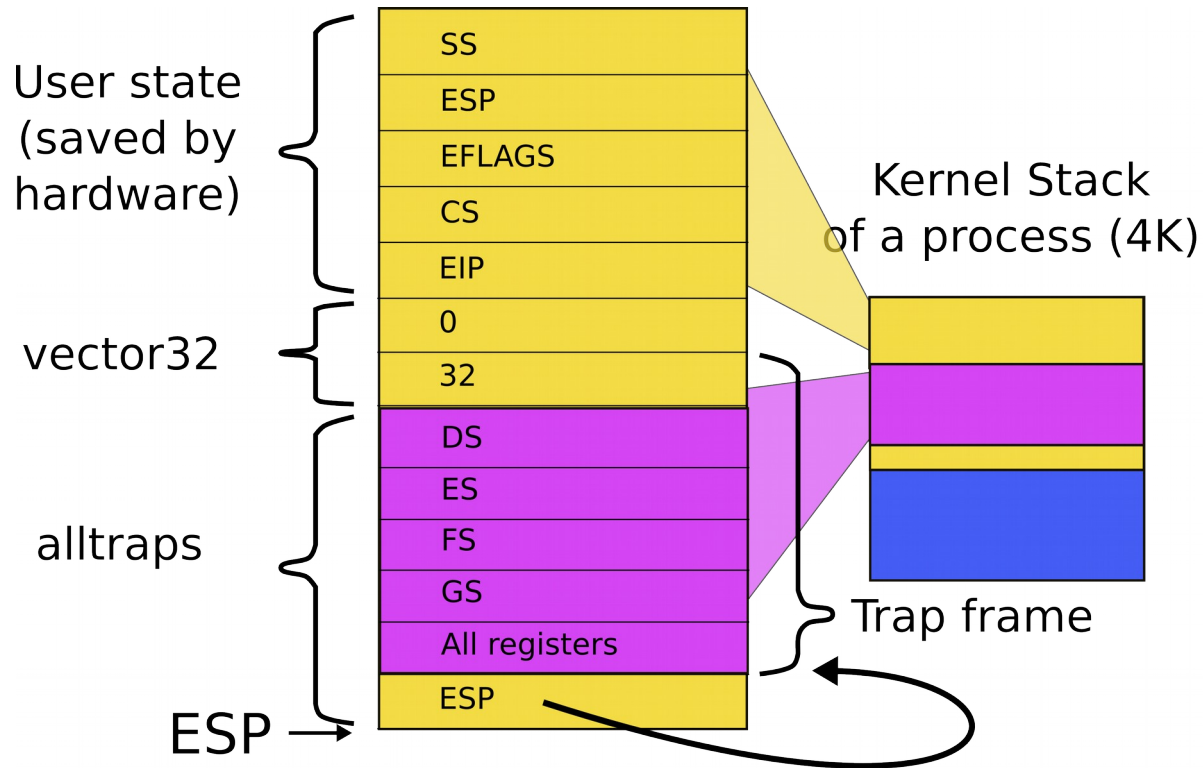 User state
(saved by
hardware)
vector32
alltraps
ESP
SS
ESP
EFLAGS
CS
EIP
0
32
DS
ES
FS
GS
All registers
ESP
Kernel Stack
of a process (4K)
Trap frame